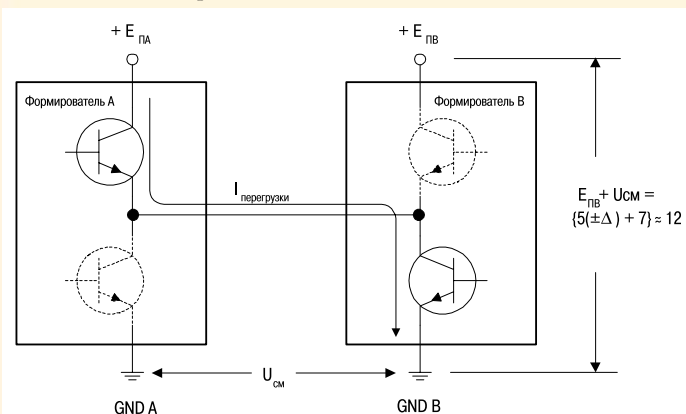 + E ПА
+ E ПВ
Формирователь А
Формирователь В
I перегрузки
E ПВ + Uсм =
{5(±Δ) + 7} ≈ 12
U см
GND A
GND B